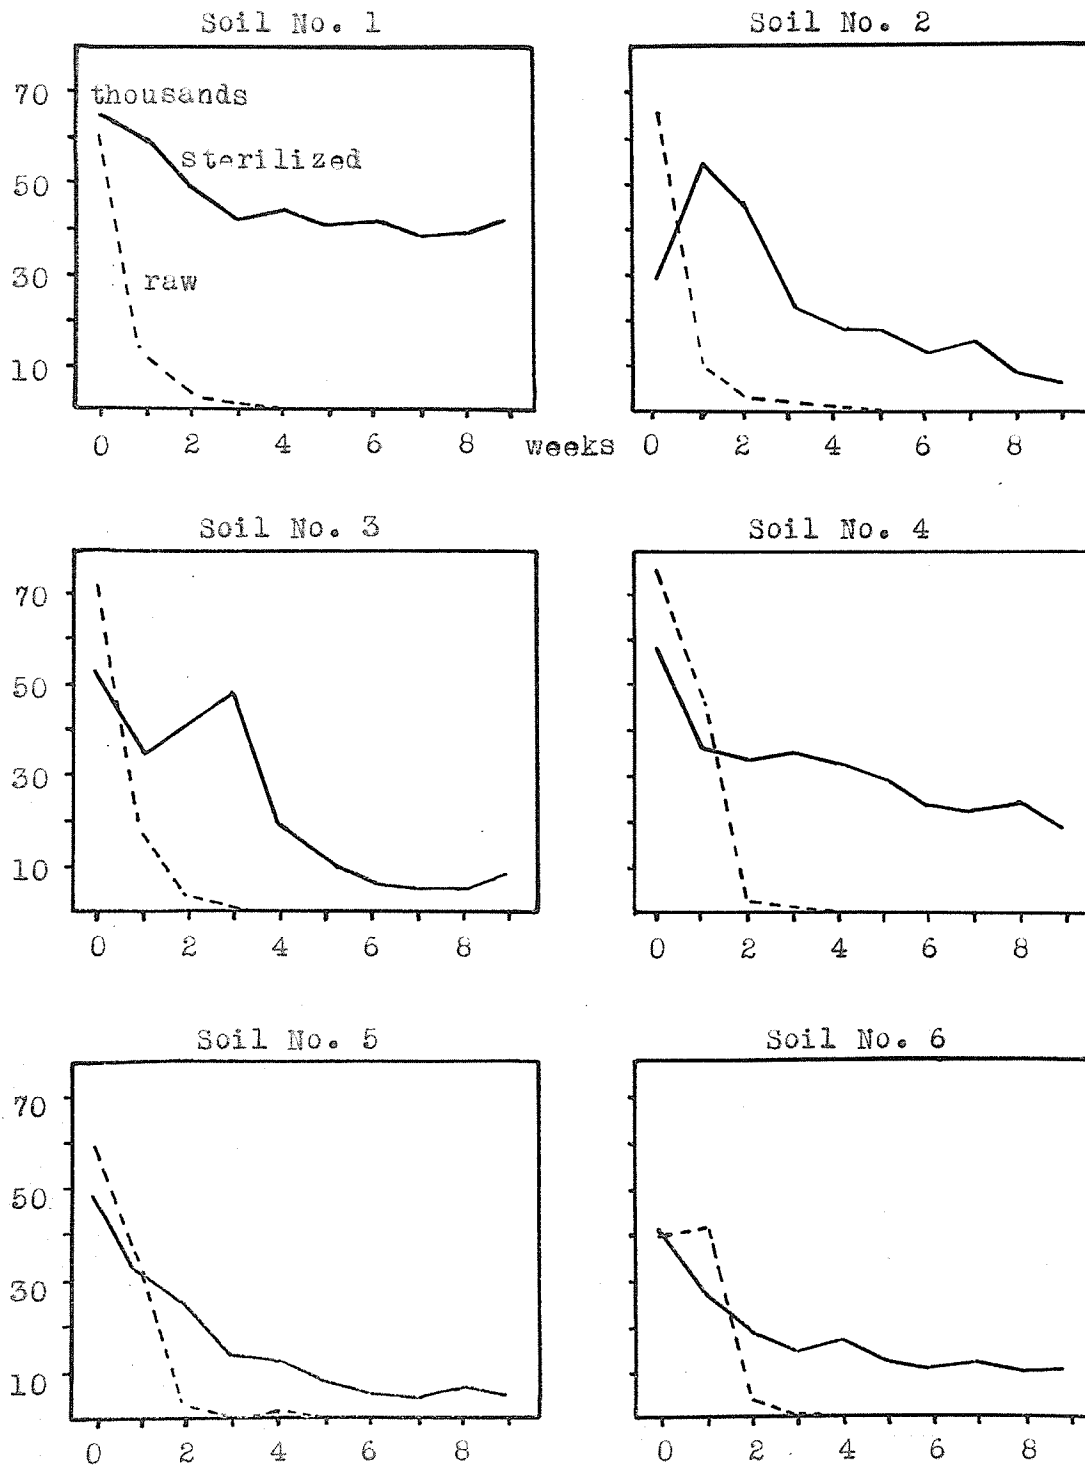 Soil No. 1
Soil No. 2
70
thousands
sterilized
50
30
raw
10
0 2 4 6 8 weeks
0 2 4 6 8
Soil No. 3
Soil No. 4
70
50
30
10
0 2 4 6 8
0 2 4 6 8
Soil No. 5
Soil No. 6
70
50
30
10
0 2 4 6 8
0 2 4 6 8